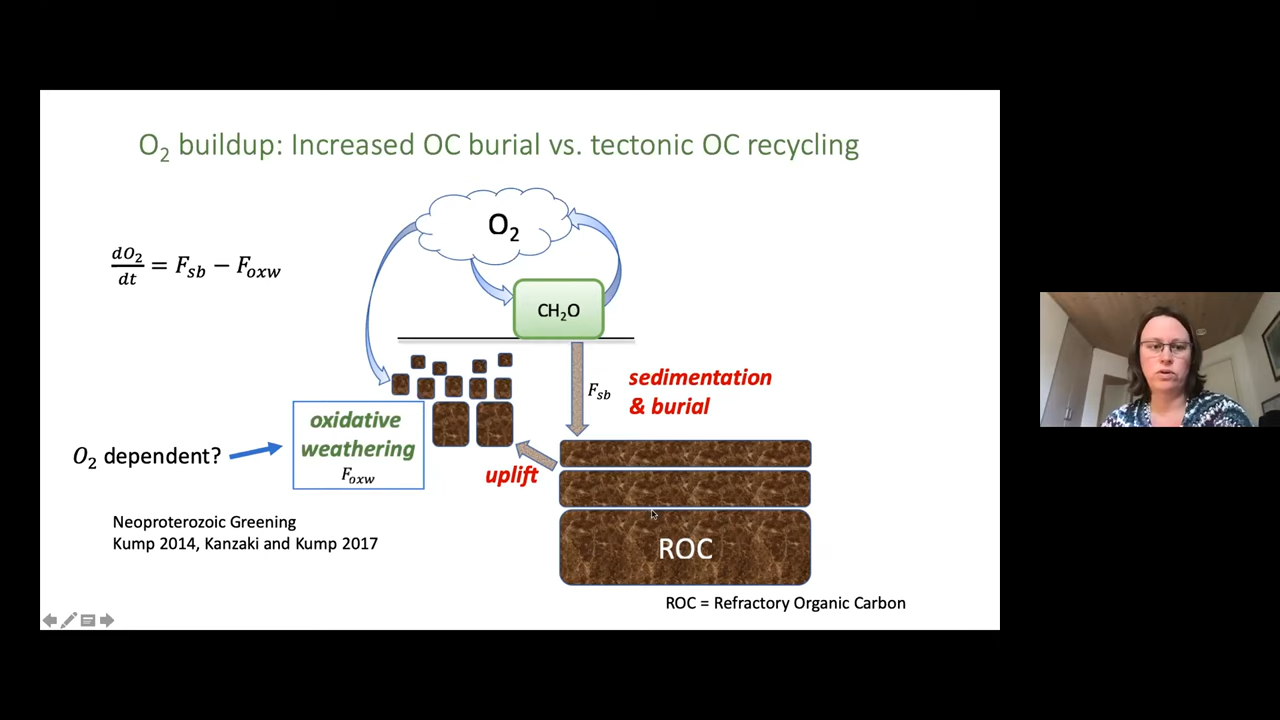 O₂ buildup: Increased OC burial vs. tectonic OC recycling
O₂
dO₂/dt = F_sb − F_oxw
CH₂O
sedimentation
& burial
F_sb
oxidative
weathering
F_oxw
O₂ dependent?
uplift
Neoproterozoic Greening
Kump 2014, Kanzaki and Kump 2017
ROC
ROC = Refractory Organic Carbon